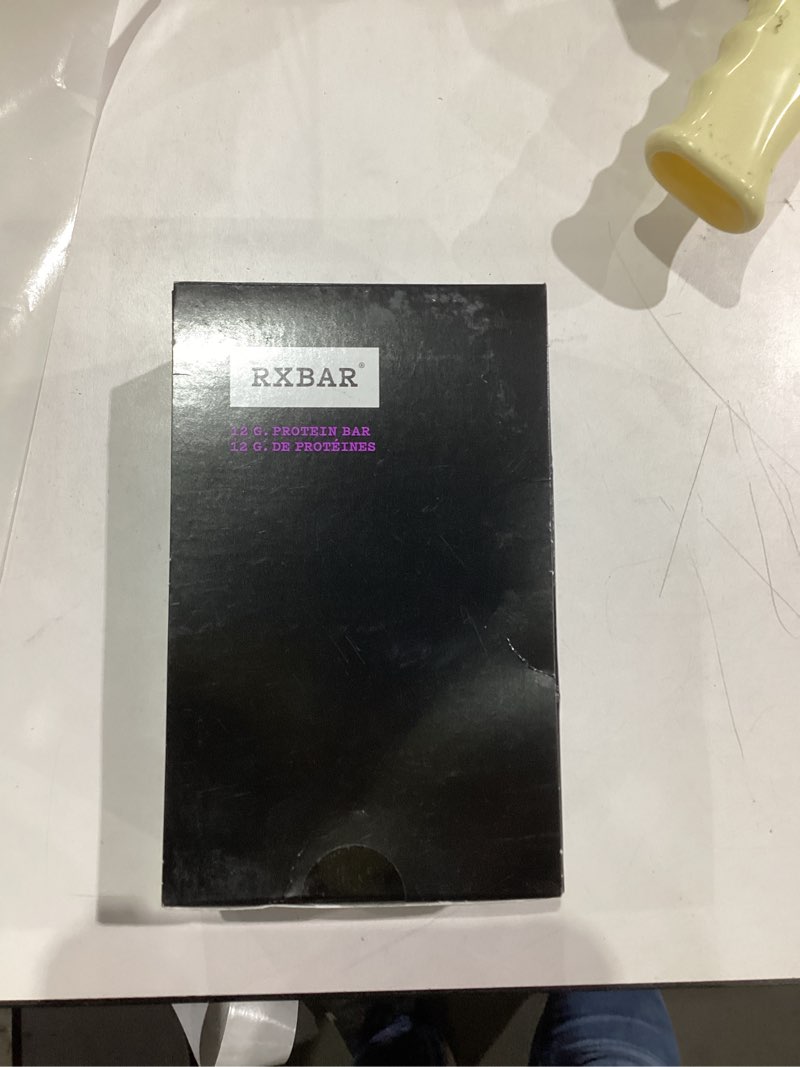 RXBAR®
12 G. PROTEIN BAR
12 G. DE PROTÉINES